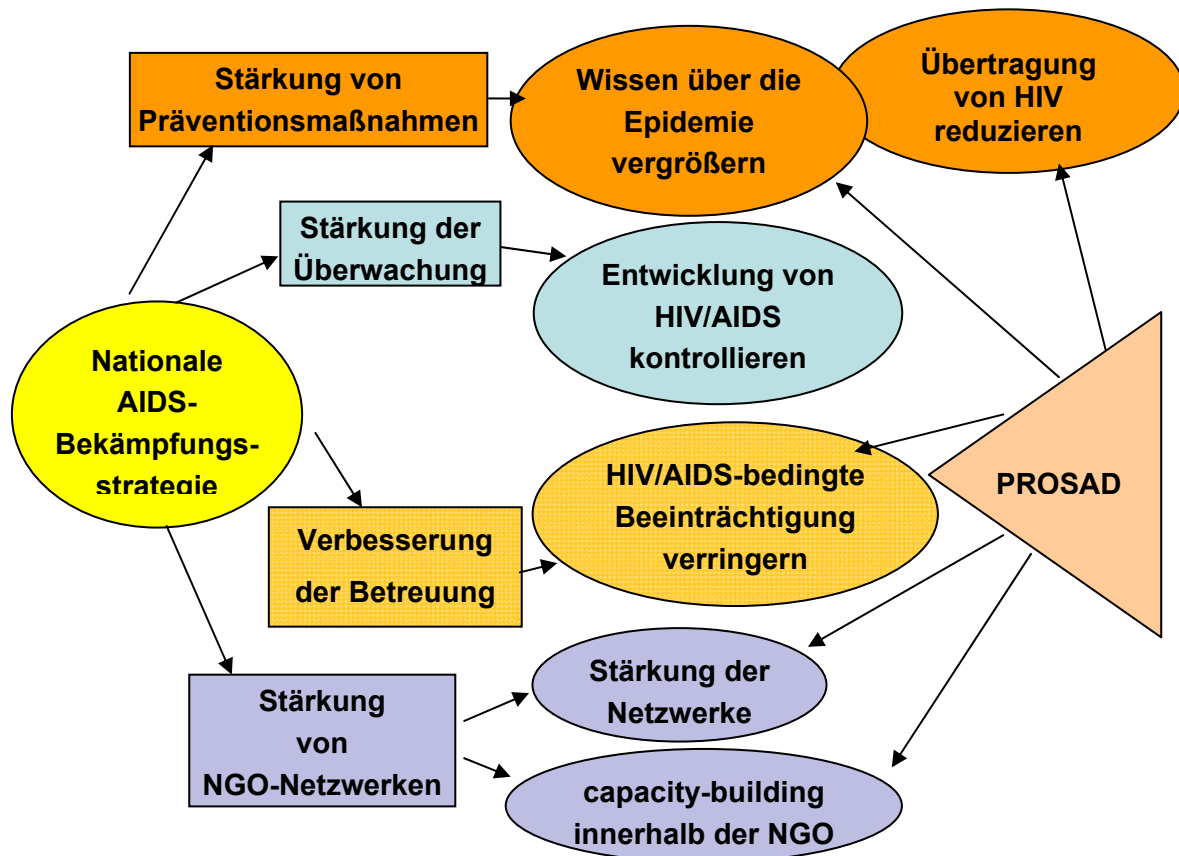 Stärkung von
Präventionsmaßnahmen
Wissen über die
Epidemie
vergrößern
Übertragung
von HIV
reduzieren
Stärkung der
Überwachung
Entwicklung von
HIV/AIDS
kontrollieren
Nationale
AIDS-
Bekämpfungs-
strategie
HIV/AIDS-bedingte
Beeinträchtigung
verringern
PROSAD
Verbesserung
der Betreuung
Stärkung
von
NGO-Netzwerken
Stärkung der
Netzwerke
capacity-building
innerhalb der NGO